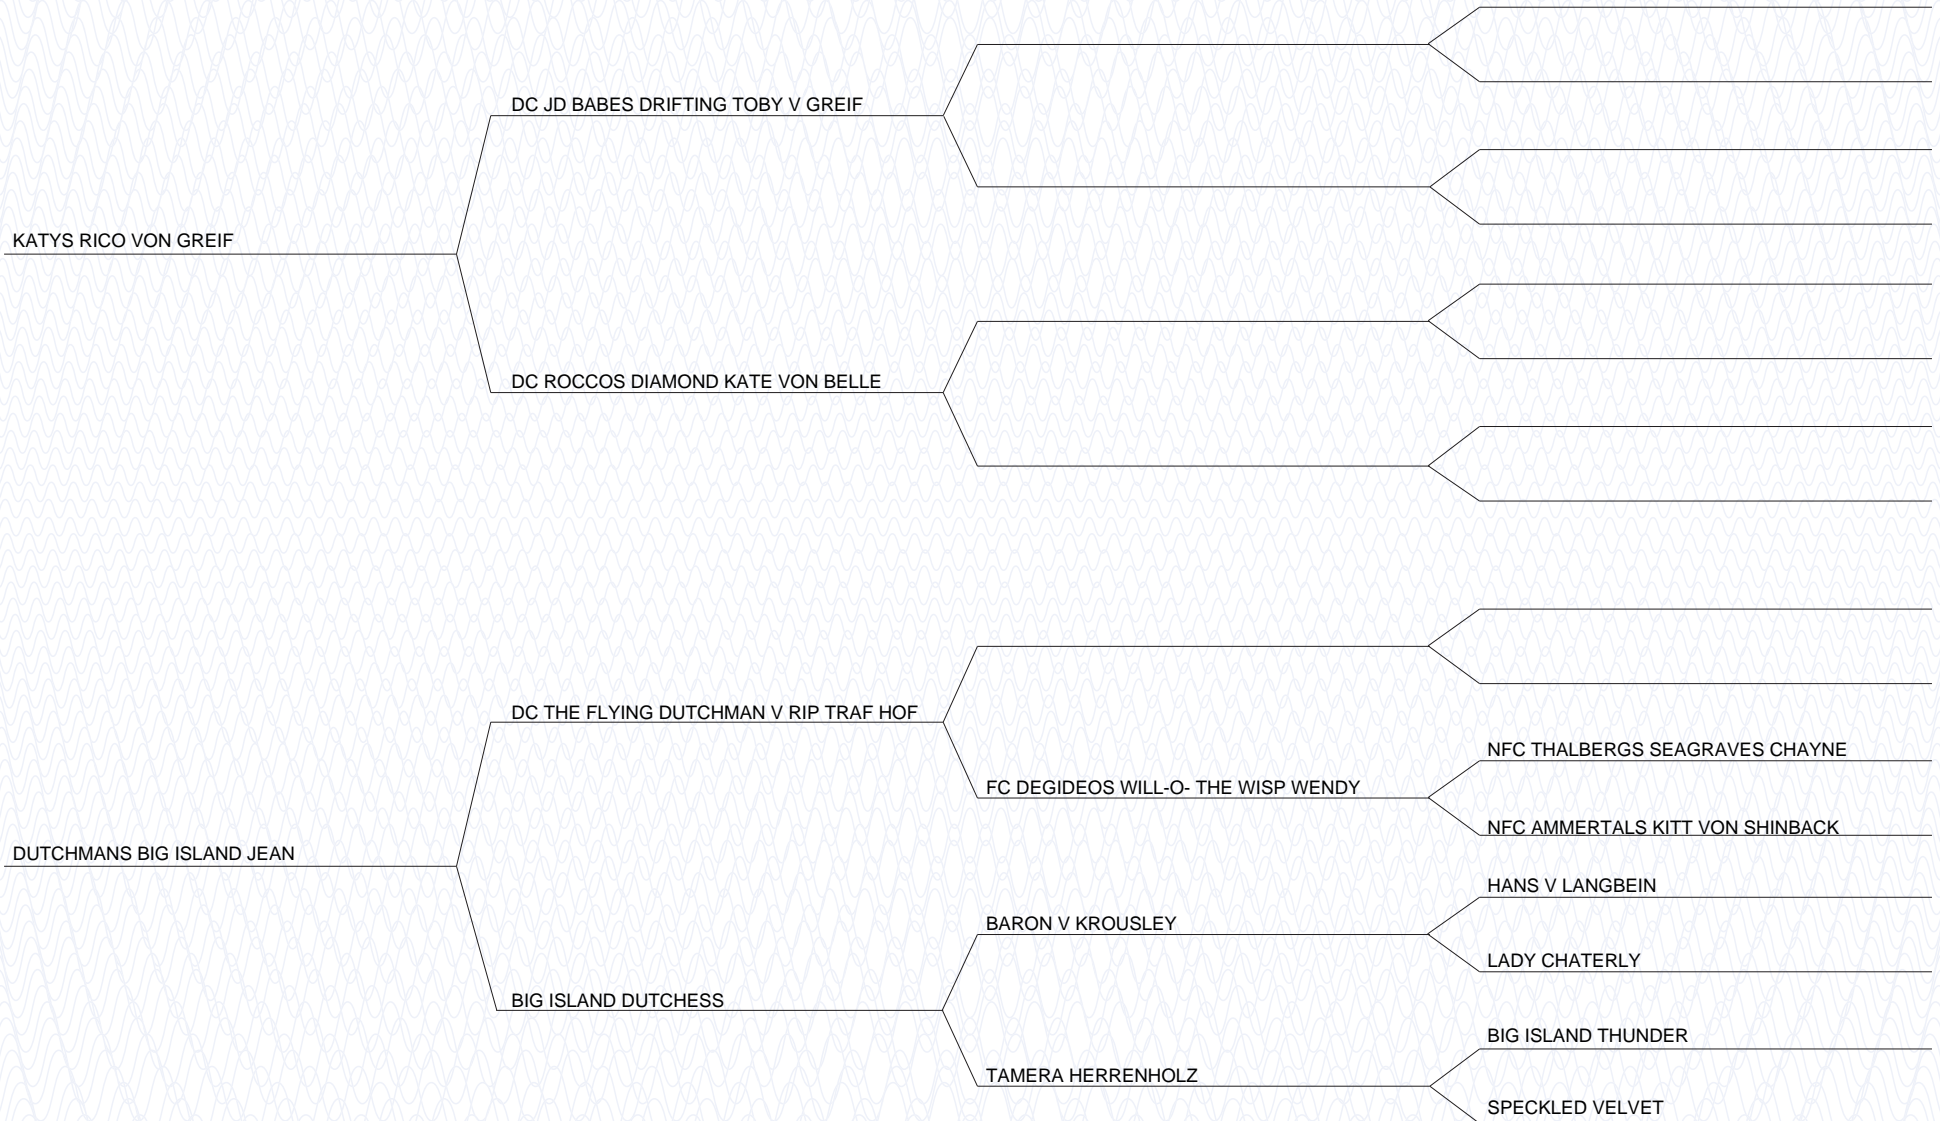 DC JD BABES DRIFTING TOBY V GREIF
KATYS RICO VON GREIF
DC ROCCOS DIAMOND KATE VON BELLE
DC THE FLYING DUTCHMAN V RIP TRAF HOF
NFC THALBERGS SEAGRAVES CHAYNE
FC DEGIDEOS WILL-O- THE WISP WENDY
NFC AMMERTALS KITT VON SHINBACK
DUTCHMANS BIG ISLAND JEAN
HANS V LANGBEIN
BARON V KROUSLEY
LADY CHATERLY
BIG ISLAND DUTCHESS
BIG ISLAND THUNDER
TAMERA HERRENHOLZ
SPECKLED VELVET